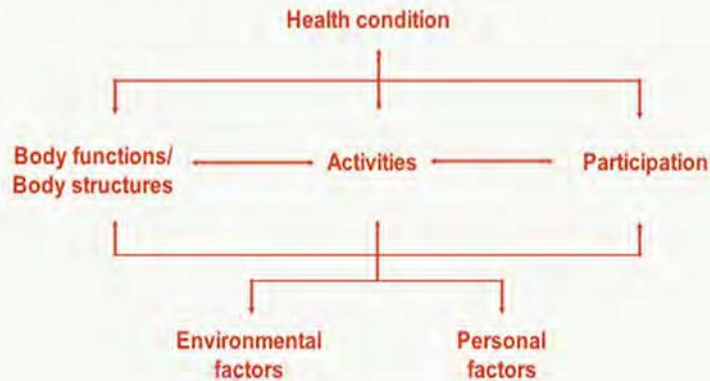 Health condition
Body functions/
Body structures
Activities
Participation
Environmental
factors
Personal
factors